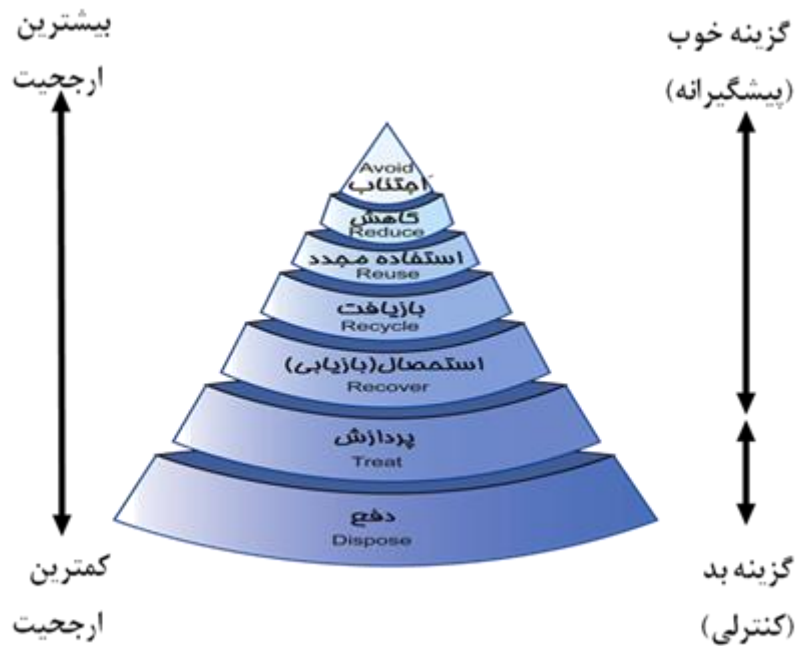 بیشترین
ارجحیت
گزینه خوب
(پیشگیرانه)
Avoid
اجتناب
کاهش
Reduce
استفاده مجدد
Reuse
بازیافت
Recycle
استحصال(بازیابی)
Recover
پردازش
Treat
دفع
Dispose
کمترین
ارجحیت
گزینه بد
(کنترلی)